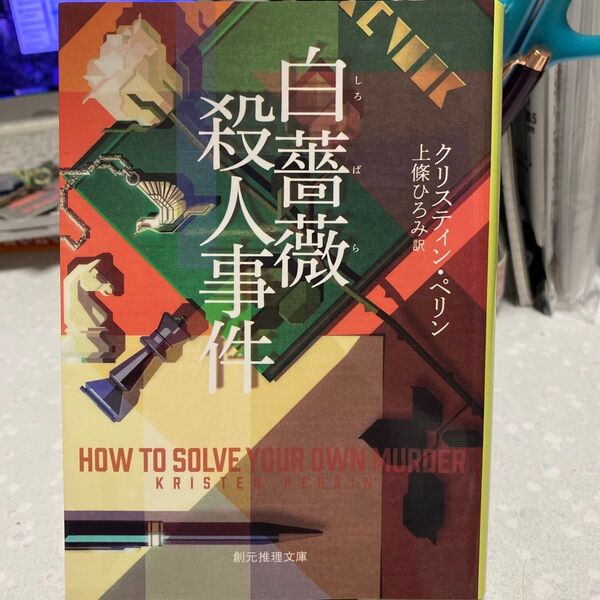 白薔薇
しろばら
殺人事件
クリスティン・ペリン
上條ひろみ 訳
HOW TO SOLVE YOUR OWN MURDER
KRISTEN PERRIN
創元推理文庫